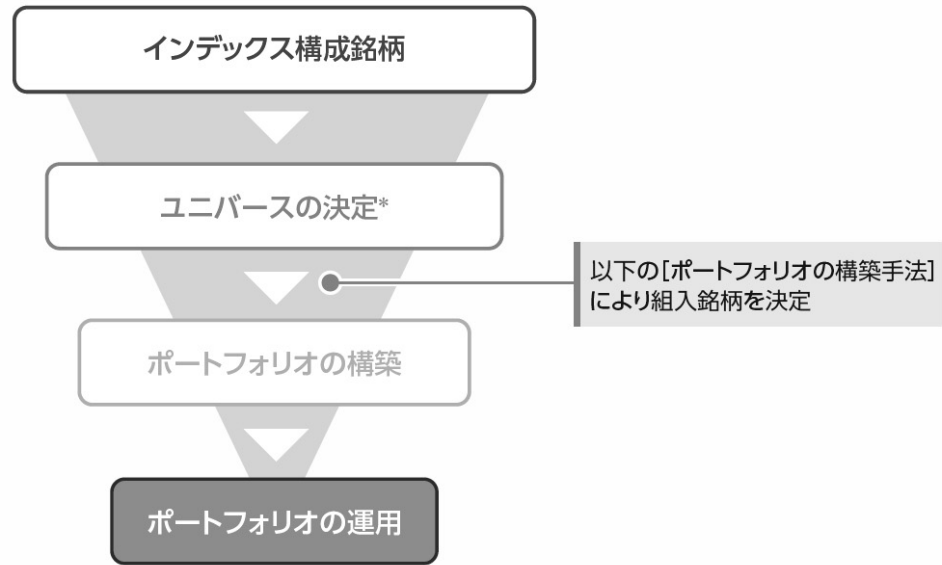 インデックス構成銘柄
ユニバースの決定*
以下の[ポートフォリオの構築手法]
により組入銘柄を決定
ポートフォリオの構築
ポートフォリオの運用